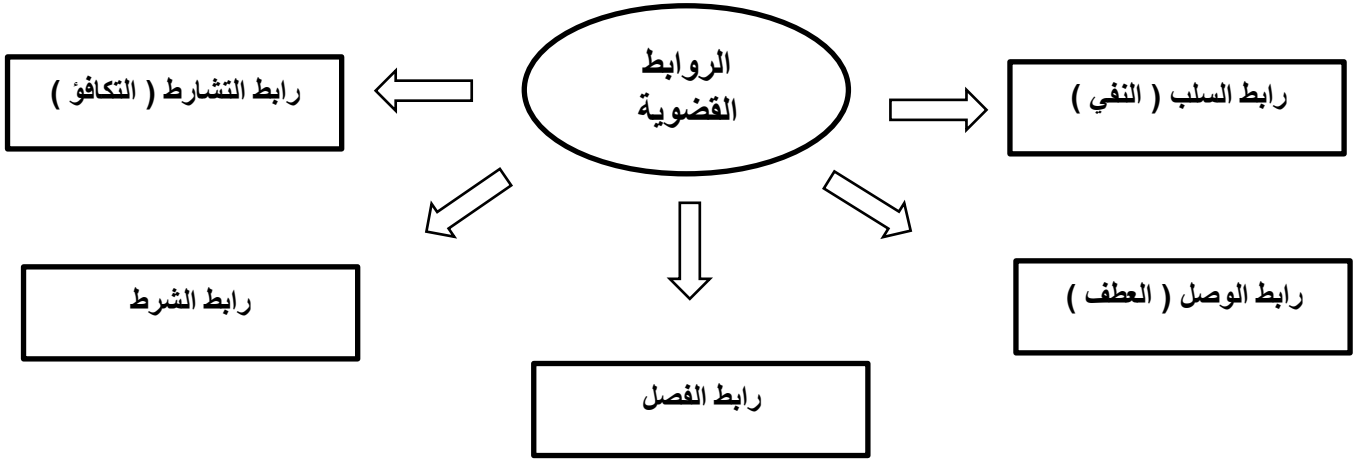 الروابط
القضوية
رابط السلب ( النفي )
رابط التشارط ( التكافؤ )
رابط الوصل ( العطف )
رابط الشرط
رابط الفصل